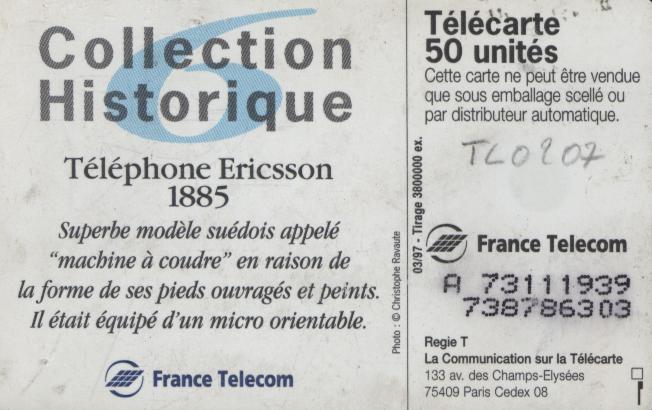 6
Collection
Historique
Téléphone Ericsson
1885
Superbe modèle suédois appelé
"machine à coudre" en raison de
la forme de ses pieds ouvragés et peints.
Il était équipé d'un micro orientable.
France Telecom
Photo : © Christophe Ravaute
03/97 - Tirage 3800000 ex.
Télécarte
50 unités
Cette carte ne peut être vendue
que sous emballage scellé ou
par distributeur automatique.
TL0207
France Telecom
A 73111939
738786303
Regie T
La Communication sur la Télécarte
133 av. des Champs-Elysées
75409 Paris Cedex 08